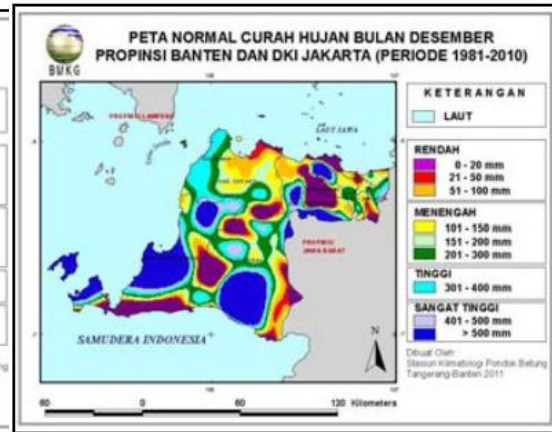 PETA NORMAL CURAH HUJAN BULAN DESEMBER
PROPINSI BANTEN DAN DKI JAKARTA (PERIODE 1981-2010)
BMKG
KETERANGAN
LAUT
RENDAH
0 - 20 mm
21 - 50 mm
51 - 100 mm
MENENGAH
101 - 150 mm
151 - 200 mm
201 - 300 mm
TINGGI
301 - 400 mm
SANGAT TINGGI
401 - 500 mm
> 500 mm
Dibuat Oleh
Stasiun Klimatologi Pondok Betung
Tangerang-Banten 2011
PROPINSI LAMPUNG
LAUT JAWA
PROPINSI
JAWA BARAT
SAMUDERA INDONESIA
N
60 0 60 120 Kilometers